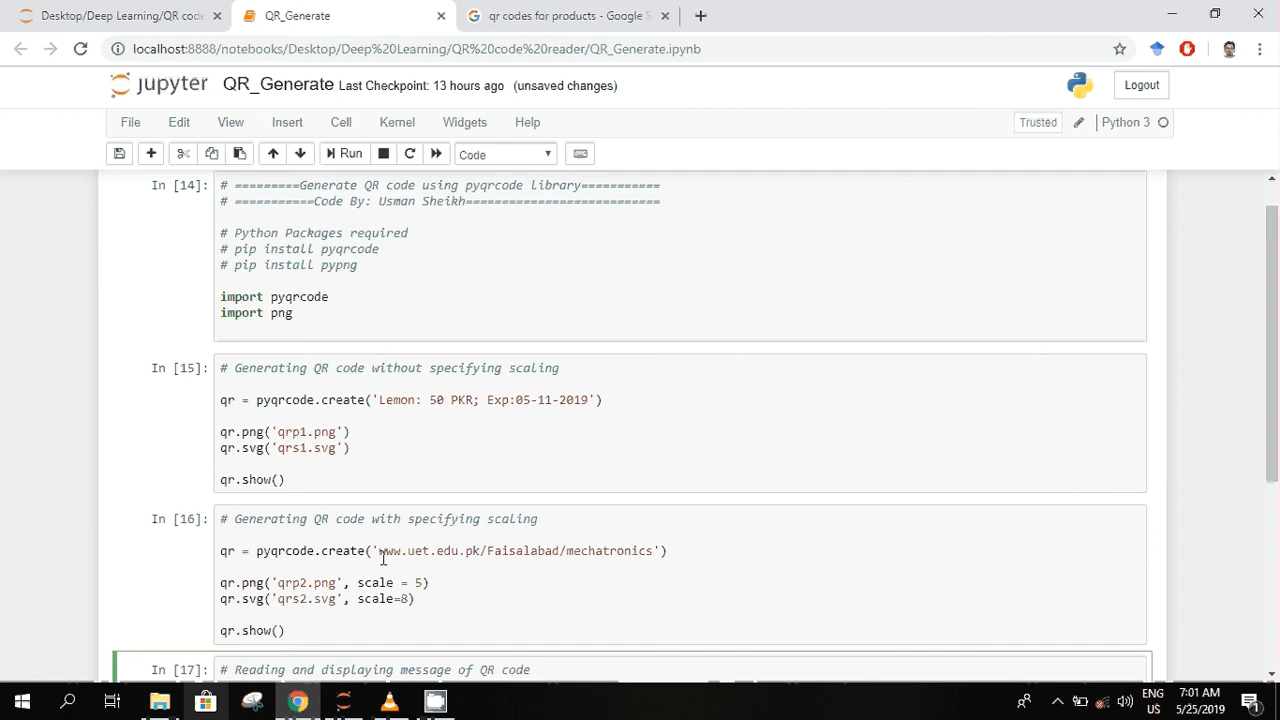 Desktop/Deep Learning/QR code
QR_Generate
qr codes for products - Google S
localhost:8888/notebooks/Desktop/Deep%20Learning/QR%20code%20reader/QR_Generate.ipynb
jupyter QR_Generate Last Checkpoint: 13 hours ago (unsaved changes)
Logout
File Edit View Insert Cell Kernel Widgets Help
Trusted
Python 3
Run
Code
In [14]: # =========Generate QR code using pyqrcode library===========
# ===========Code By: Usman Sheikh===========================
# Python Packages required
# pip install pyqrcode
# pip install pypng
import pyqrcode
import png
In [15]: # Generating QR code without specifying scaling
qr = pyqrcode.create('Lemon: 50 PKR; Exp:05-11-2019')
qr.png('qrp1.png')
qr.svg('qrs1.svg')
qr.show()
In [16]: # Generating QR code with specifying scaling
qr = pyqrcode.create('www.uet.edu.pk/Faisalabad/mechatronics')
qr.png('qrp2.png', scale = 5)
qr.svg('qrs2.svg', scale=8)
qr.show()
In [17]: # Reading and displaying message of QR code
ENG
US
7:01 AM
5/25/2019
1